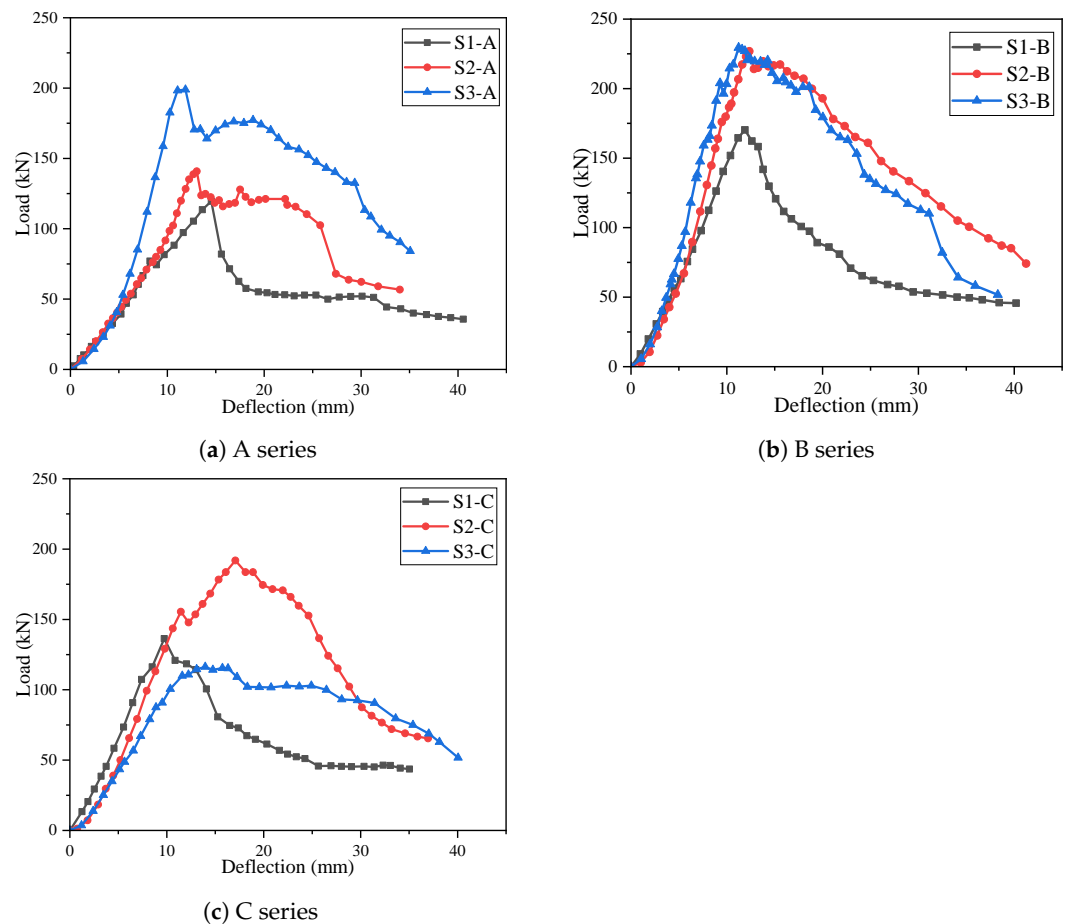 250
200
150
100
50
0
Load (kN)
S1-A
S2-A
S3-A
0 10 20 30 40
Deflection (mm)
(a) A series
250
200
150
100
50
0
Load (kN)
S1-B
S2-B
S3-B
0 10 20 30 40
Deflection (mm)
(b) B series
250
200
150
100
50
0
Load (kN)
S1-C
S2-C
S3-C
0 10 20 30 40
Deflection (mm)
(c) C series